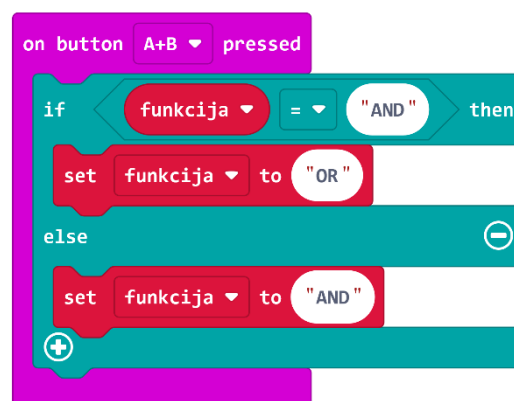 on button A+B pressed
if funkcija = "AND" then
set funkcija to "OR"
else
set funkcija to "AND"